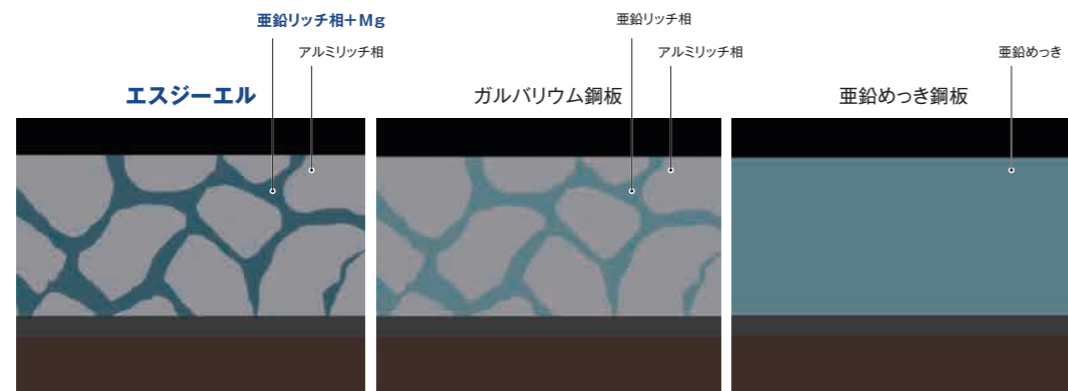 亜鉛リッチ相+Mg
アルミリッチ相
エスジーエル
亜鉛リッチ相
アルミリッチ相
ガルバリウム鋼板
亜鉛めっき
亜鉛めっき鋼板